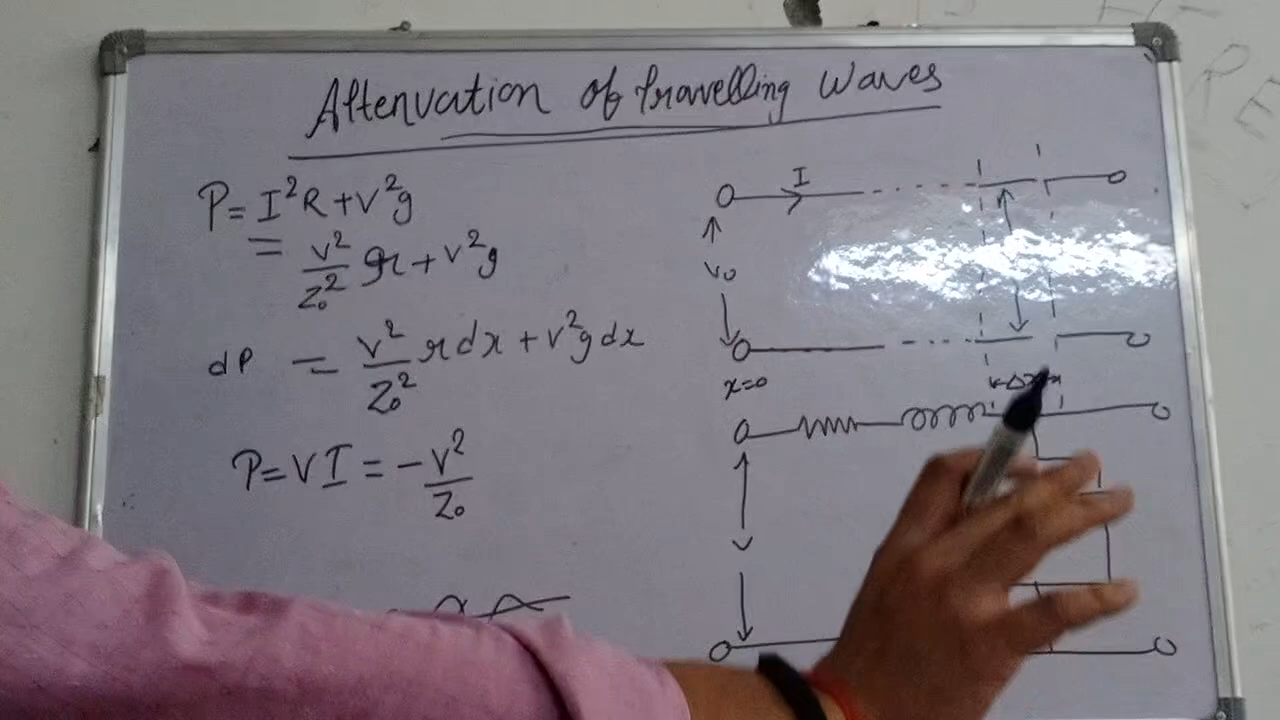 Attenuation of Travelling Waves
P = I²R + V²g
= V²/Z₀² r + V²g
dP = V²/Z₀² r dx + V²g dx
P = VI = -V²/Z₀
I
V₀
x=0